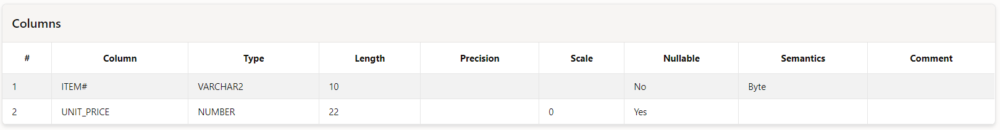 Columns
# Column Type Length Precision Scale Nullable Semantics Comment
1 ITEM# VARCHAR2 10 No Byte
2 UNIT_PRICE NUMBER 22 0 Yes